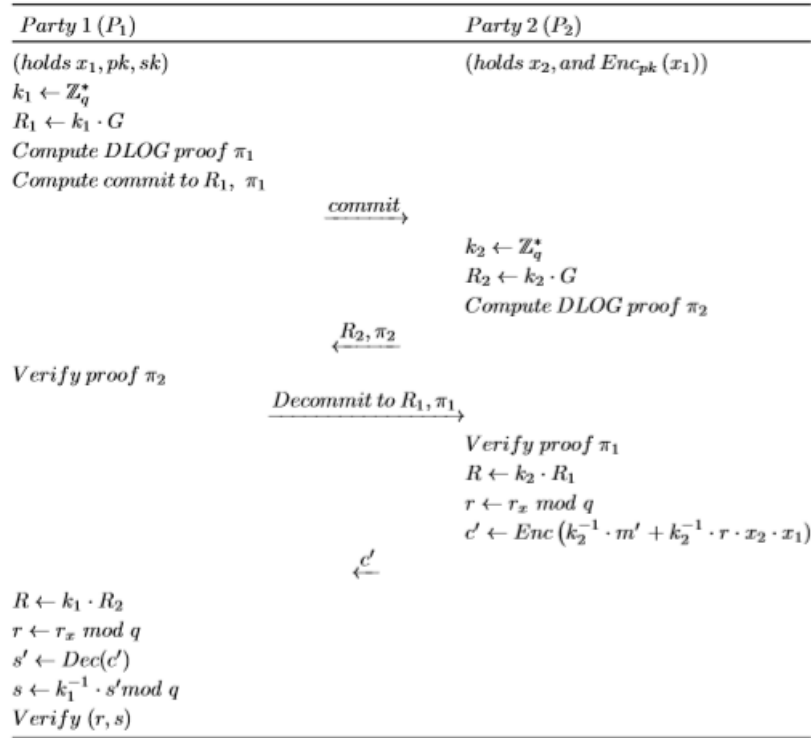 Party 1 (P₁) Party 2 (P₂)
(holds x₁, pk, sk) (holds x₂, and Encₚₖ (x₁))
k₁ ← ℤ*_q
R₁ ← k₁ · G
Compute DLOG proof π₁
Compute commit to R₁, π₁
commit
k₂ ← ℤ*_q
R₂ ← k₂ · G
Compute DLOG proof π₂
R₂, π₂
Verify proof π₂
Decommit to R₁, π₁
Verify proof π₁
R ← k₂ · R₁
r ← rₓ mod q
c′ ← Enc (k₂⁻¹ · m′ + k₂⁻¹ · r · x₂ · x₁)
c′
R ← k₁ · R₂
r ← rₓ mod q
s′ ← Dec(c′)
s ← k₁⁻¹ · s′mod q
Verify (r, s)